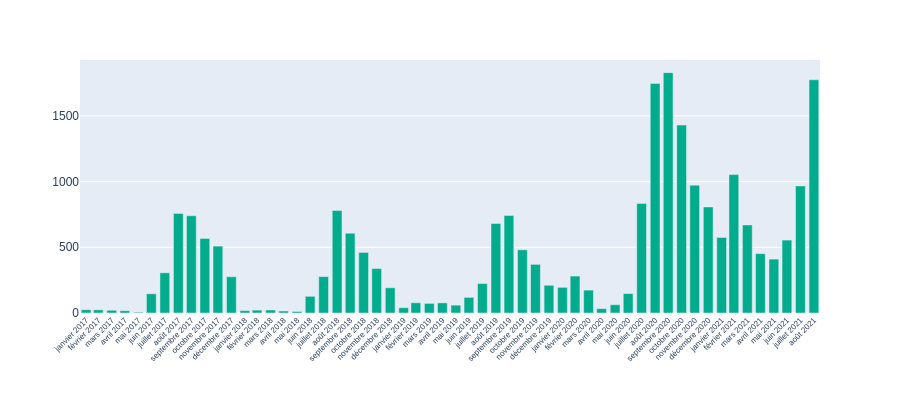 1500
1000
500
0
janvier 2017
février 2017
mars 2017
avril 2017
mai 2017
juin 2017
juillet 2017
août 2017
septembre 2017
octobre 2017
novembre 2017
décembre 2017
janvier 2018
février 2018
mars 2018
avril 2018
mai 2018
juin 2018
juillet 2018
août 2018
septembre 2018
octobre 2018
novembre 2018
décembre 2018
janvier 2019
février 2019
mars 2019
avril 2019
mai 2019
juin 2019
juillet 2019
août 2019
septembre 2019
octobre 2019
novembre 2019
décembre 2019
janvier 2020
février 2020
mars 2020
avril 2020
mai 2020
juin 2020
juillet 2020
août 2020
septembre 2020
octobre 2020
novembre 2020
décembre 2020
janvier 2021
février 2021
mars 2021
avril 2021
mai 2021
juin 2021
juillet 2021
août 2021